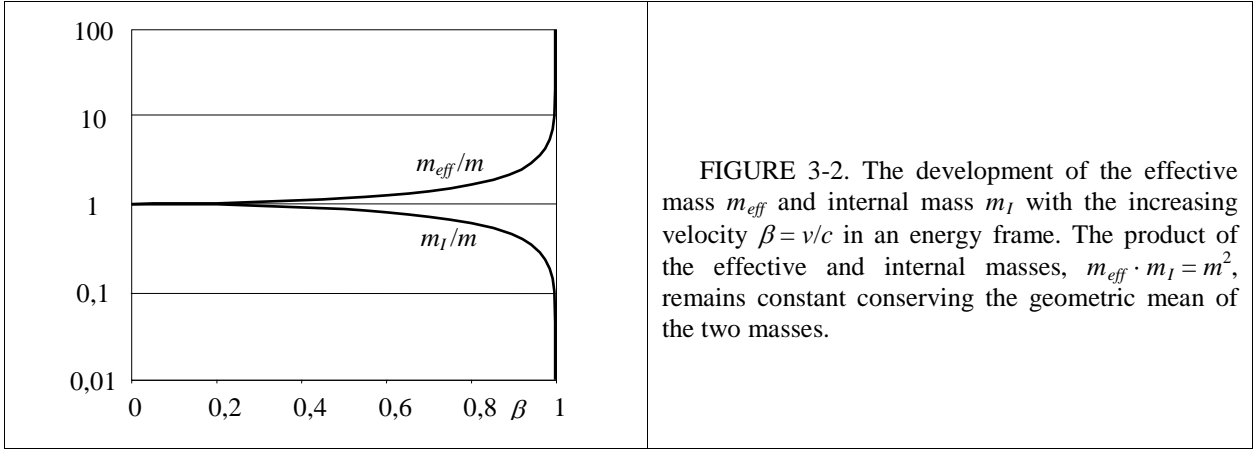 100
10
1
0,1
0,01
m_eff/m
m_I/m
0 0,2 0,4 0,6 0,8 β 1
FIGURE 3-2. The development of the effective
mass m_eff and internal mass m_I with the increasing
velocity β = v/c in an energy frame. The product of
the effective and internal masses, m_eff · m_I = m²,
remains constant conserving the geometric mean of
the two masses.